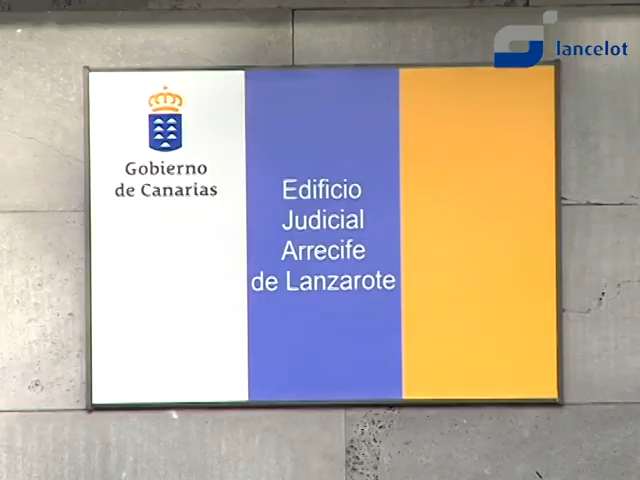 lancelot
Gobierno
de Canarias
Edificio
Judicial
Arrecife
de Lanzarote